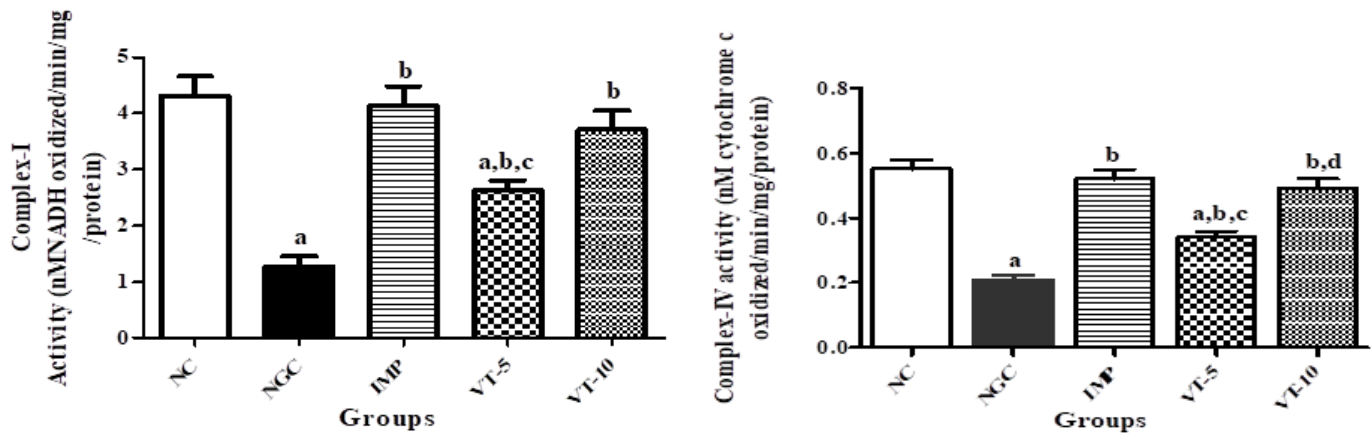 Complex-I
Activity (nMNADH oxidized/min/mg
/protein)
5
4
3
2
1
0
a
b
a,b,c
b
NC
NGC
IMP
VT-5
VT-10
Groups
Complex-IV activity (nM cytochrome c
oxidized/min/mg/protein)
0.8
0.6
0.4
0.2
0.0
a
b
a,b,c
b,d
NC
NGC
IMP
VT-5
VT-10
Groups